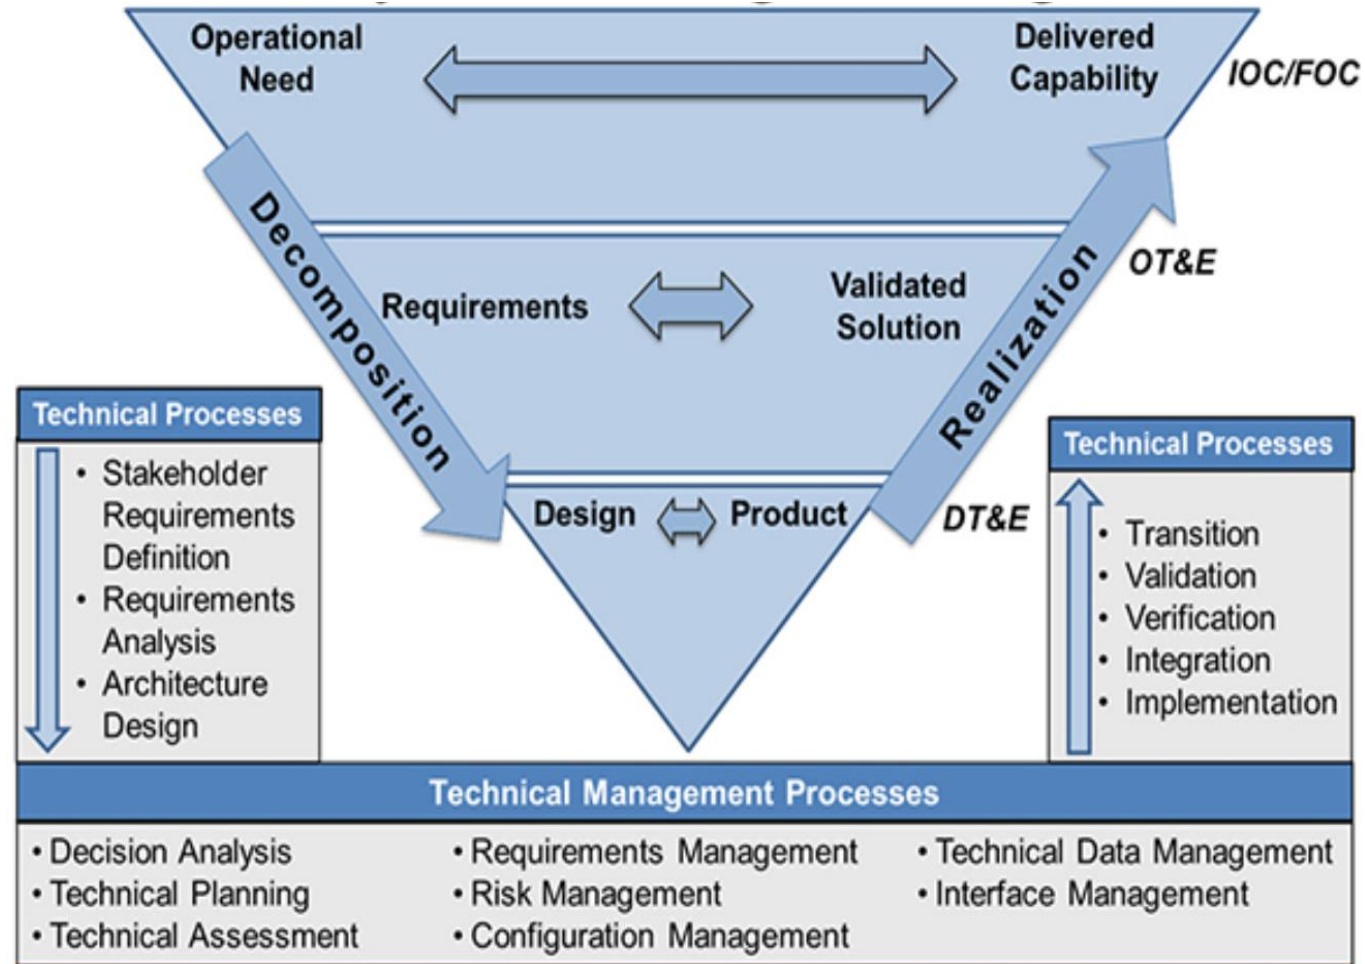 Operational
Need
Delivered
Capability
IOC/FOC
Decomposition
Realization
OT&E
Requirements
Validated
Solution
Design
Product
DT&E
Technical Processes
• Stakeholder
Requirements
Definition
• Requirements
Analysis
• Architecture
Design
Technical Processes
• Transition
• Validation
• Verification
• Integration
• Implementation
Technical Management Processes
• Decision Analysis
• Technical Planning
• Technical Assessment
• Requirements Management
• Risk Management
• Configuration Management
• Technical Data Management
• Interface Management